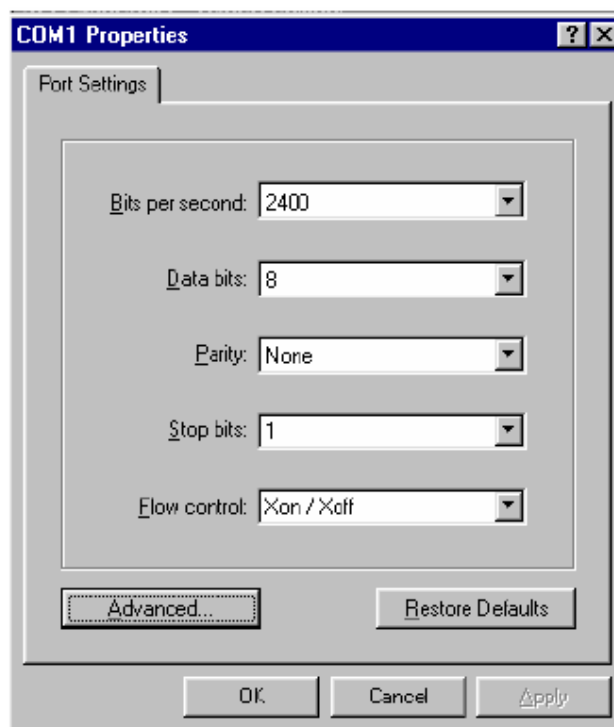 COM1 Properties
Port Settings
Bits per second: 2400
Data bits: 8
Parity: None
Stop bits: 1
Flow control: Xon / Xoff
Advanced...
Restore Defaults
OK
Cancel
Apply